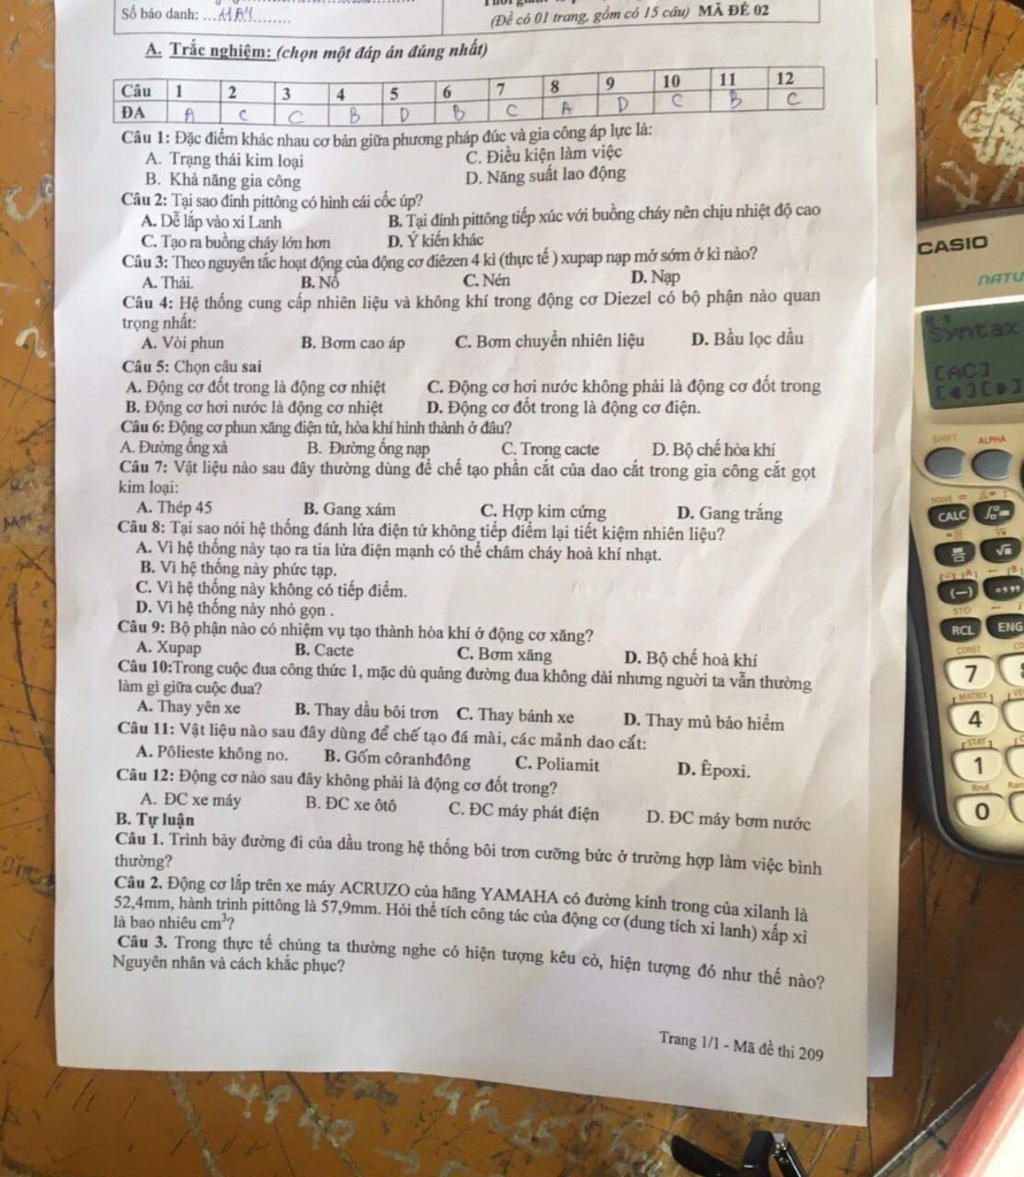 Số báo danh: ...11A4........
(Đề có 01 trang, gồm có 15 câu) MÃ ĐỀ 02
A. Trắc nghiệm: (chọn một đáp án đúng nhất)
Câu 1 2 3 4 5 6 7 8 9 10 11 12
ĐA A C C B D B C A D C B C
Câu 1: Đặc điểm khác nhau cơ bản giữa phương pháp đúc và gia công áp lực là:
A. Trạng thái kim loại C. Điều kiện làm việc
B. Khả năng gia công D. Năng suất lao động
Câu 2: Tại sao đỉnh pittông có hình cái cốc úp?
A. Dễ lắp vào xi Lanh B. Tại đỉnh pittông tiếp xúc với buồng cháy nên chịu nhiệt độ cao
C. Tạo ra buồng cháy lớn hơn D. Ý kiến khác
Câu 3: Theo nguyên tắc hoạt động của động cơ điêzen 4 kì (thực tế ) xupap nạp mở sớm ở kì nào?
A. Thải. B. Nổ C. Nén D. Nạp
Câu 4: Hệ thống cung cấp nhiên liệu và không khí trong động cơ Diezel có bộ phận nào quan
trọng nhất:
A. Vòi phun B. Bơm cao áp C. Bơm chuyển nhiên liệu D. Bầu lọc dầu
Câu 5: Chọn câu sai
A. Động cơ đốt trong là động cơ nhiệt C. Động cơ hơi nước không phải là động cơ đốt trong
B. Động cơ hơi nước là động cơ nhiệt D. Động cơ đốt trong là động cơ điện.
Câu 6: Động cơ phun xăng điện tử, hòa khí hình thành ở đâu?
A. Đường ống xả B. Đường ống nạp C. Trong cacte D. Bộ chế hòa khí
Câu 7: Vật liệu nào sau đây thường dùng để chế tạo phần cắt của dao cắt trong gia công cắt gọt
kim loại:
A. Thép 45 B. Gang xám C. Hợp kim cứng D. Gang trắng
Câu 8: Tại sao nói hệ thống đánh lửa điện tử không tiếp điểm lại tiết kiệm nhiên liệu?
A. Vì hệ thống này tạo ra tia lửa điện mạnh có thể châm cháy hoà khí nhạt.
B. Vì hệ thống này phức tạp.
C. Vì hệ thống này không có tiếp điểm.
D. Vì hệ thống này nhỏ gọn .
Câu 9: Bộ phận nào có nhiệm vụ tạo thành hòa khí ở động cơ xăng?
A. Xupap B. Cacte C. Bơm xăng D. Bộ chế hoà khí
Câu 10:Trong cuộc đua công thức 1, mặc dù quảng đường đua không dài nhưng người ta vẫn thường
làm gì giữa cuộc đua?
A. Thay yên xe B. Thay dầu bôi trơn C. Thay bánh xe D. Thay mủ bảo hiểm
Câu 11: Vật liệu nào sau đây dùng để chế tạo đá mài, các mảnh dao cắt:
A. Pôlieste không no. B. Gốm côranhđông C. Poliamit D. Êpoxi.
Câu 12: Động cơ nào sau đây không phải là động cơ đốt trong?
A. ĐC xe máy B. ĐC xe ôtô C. ĐC máy phát điện D. ĐC máy bơm nước
B. Tự luận
Câu 1. Trình bày đường đi của dầu trong hệ thống bôi trơn cưỡng bức ở trường hợp làm việc bình
thường?
Câu 2. Động cơ lắp trên xe máy ACRUZO của hãng YAMAHA có đường kính trong của xilanh là
52,4mm, hành trình pittông là 57,9mm. Hỏi thể tích công tác của động cơ (dung tích xi lanh) xấp xỉ
là bao nhiêu cm³?
Câu 3. Trong thực tế chúng ta thường nghe có hiện tượng kêu cò, hiện tượng đó như thế nào?
Nguyên nhân và cách khắc phục?
Trang 1/1 - Mã đề thi 209
CASIO
NATU
Syntax
[AC]
[◀][▶]
SHIFT ALPHA
CALC
RCL ENG
7
4
1
0